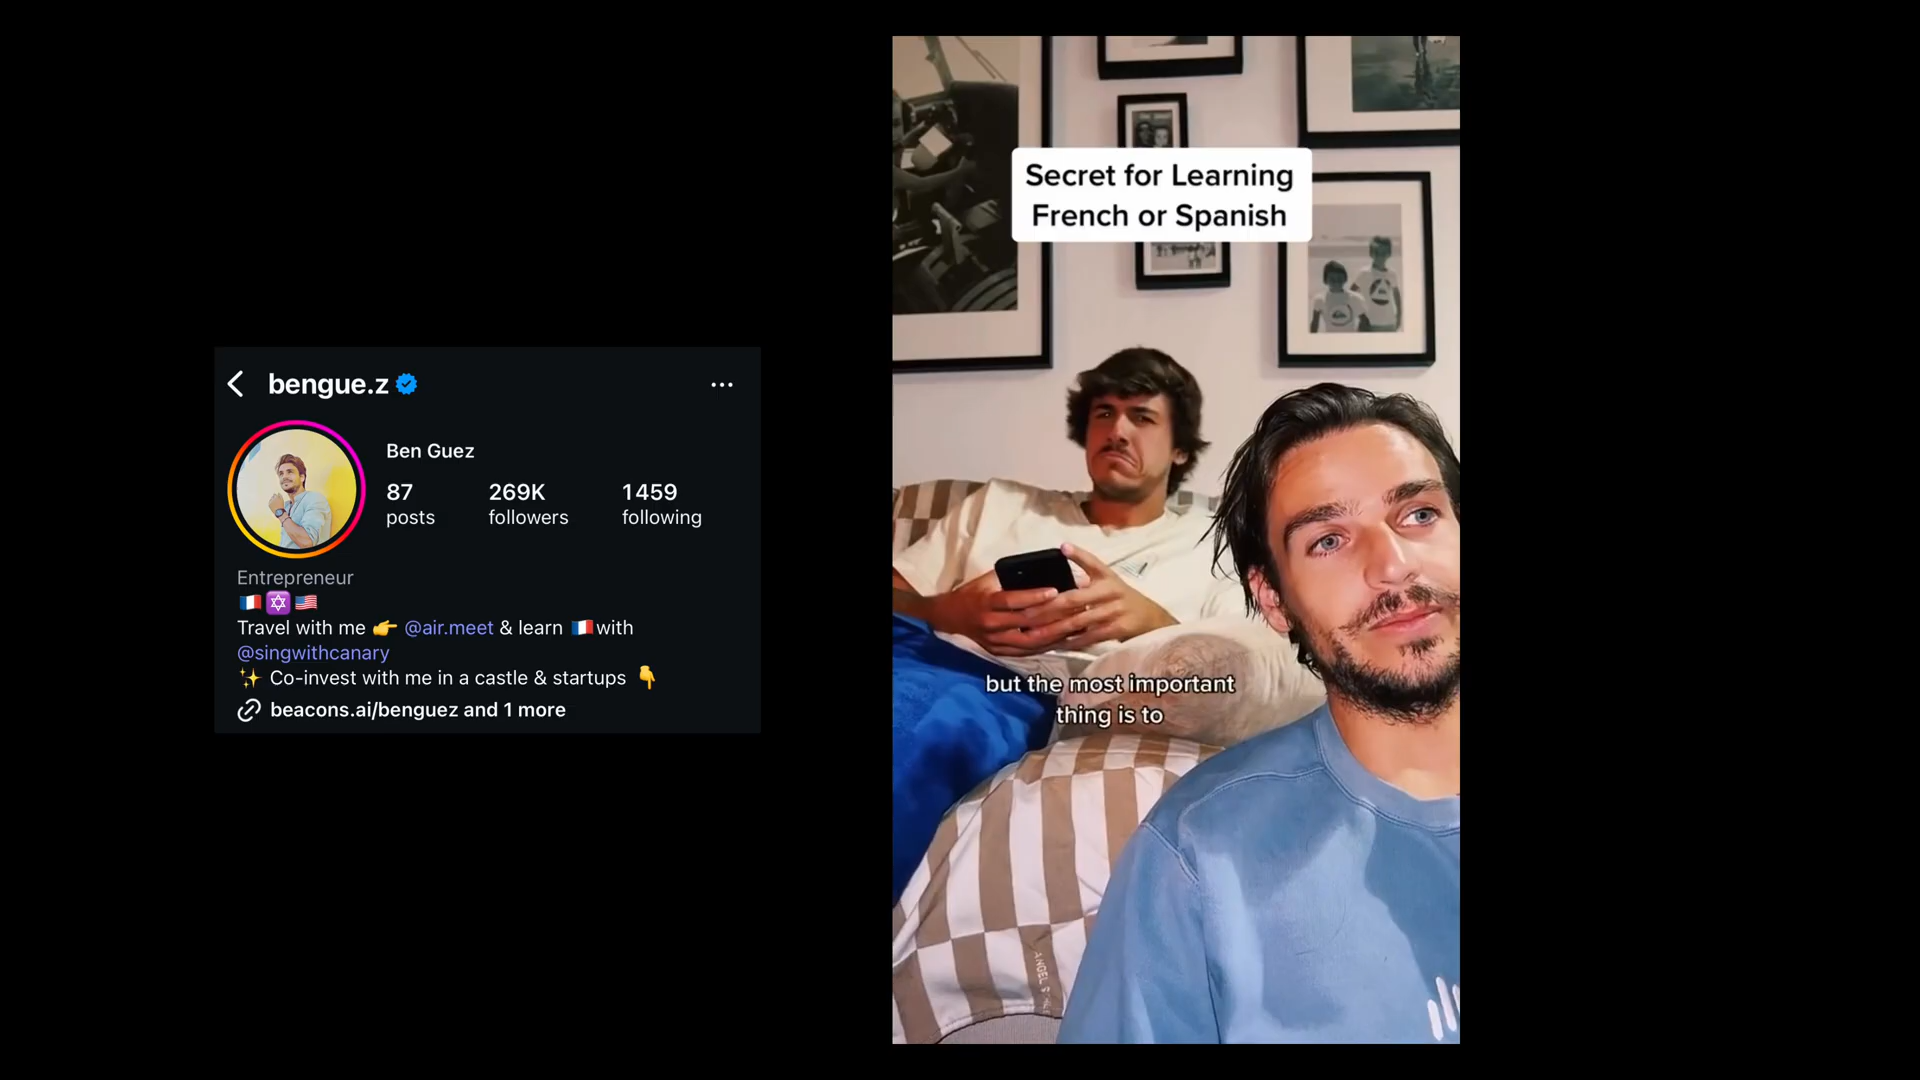 bengue.z
Ben Guez
87 269K 1459
posts followers following
Entrepreneur
🇫🇷🔯🇺🇸
Travel with me 👉 @air.meet & learn 🇫🇷with
@singwithcanary
✨ Co-invest with me in a castle & startups 👇
beacons.ai/benguez and 1 more
Secret for Learning
French or Spanish
but the most important
thing is to